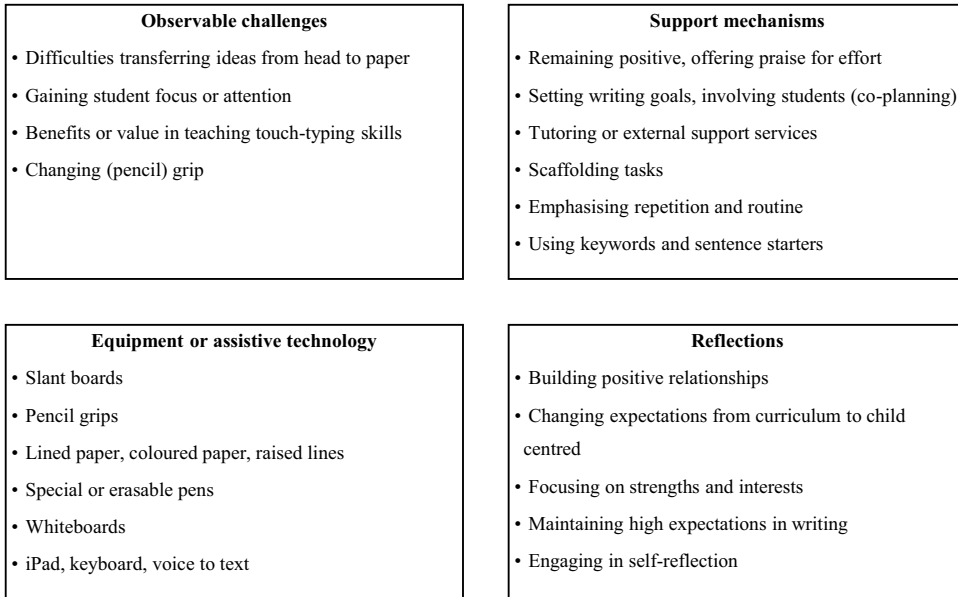 Observable challenges
• Difficulties transferring ideas from head to paper
• Gaining student focus or attention
• Benefits or value in teaching touch-typing skills
• Changing (pencil) grip
Support mechanisms
• Remaining positive, offering praise for effort
• Setting writing goals, involving students (co-planning)
• Tutoring or external support services
• Scaffolding tasks
• Emphasising repetition and routine
• Using keywords and sentence starters
Equipment or assistive technology
• Slant boards
• Pencil grips
• Lined paper, coloured paper, raised lines
• Special or erasable pens
• Whiteboards
• iPad, keyboard, voice to text
Reflections
• Building positive relationships
• Changing expectations from curriculum to child
centred
• Focusing on strengths and interests
• Maintaining high expectations in writing
• Engaging in self-reflection